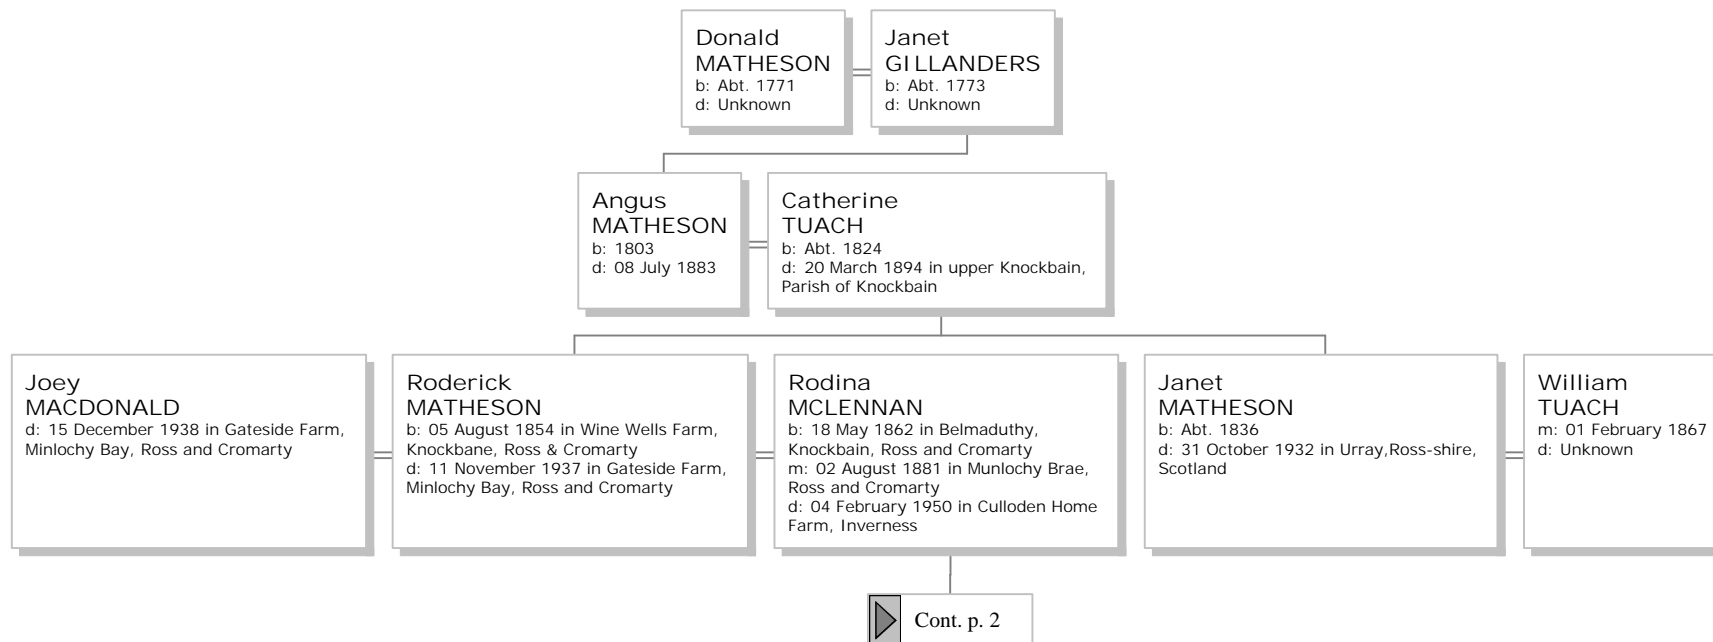 Donald
MATHESON
b: Abt. 1771
d: Unknown
Janet
GILLANDERS
b: Abt. 1773
d: Unknown
Angus
MATHESON
b: 1803
d: 08 July 1883
Catherine
TUACH
b: Abt. 1824
d: 20 March 1894 in upper Knockbain,
Parish of Knockbain
Joey
MACDONALD
d: 15 December 1938 in Gateside Farm,
Minlochy Bay, Ross and Cromarty
Roderick
MATHESON
b: 05 August 1854 in Wine Wells Farm,
Knockbane, Ross & Cromarty
d: 11 November 1937 in Gateside Farm,
Minlochy Bay, Ross and Cromarty
Rodina
MCLENNAN
b: 18 May 1862 in Belmaduthy,
Knockbain, Ross and Cromarty
m: 02 August 1881 in Munlochy Brae,
Ross and Cromarty
d: 04 February 1950 in Culloden Home
Farm, Inverness
Janet
MATHESON
b: Abt. 1836
d: 31 October 1932 in Urray,Ross-shire,
Scotland
William
TUACH
m: 01 February 1867
d: Unknown
Cont. p. 2